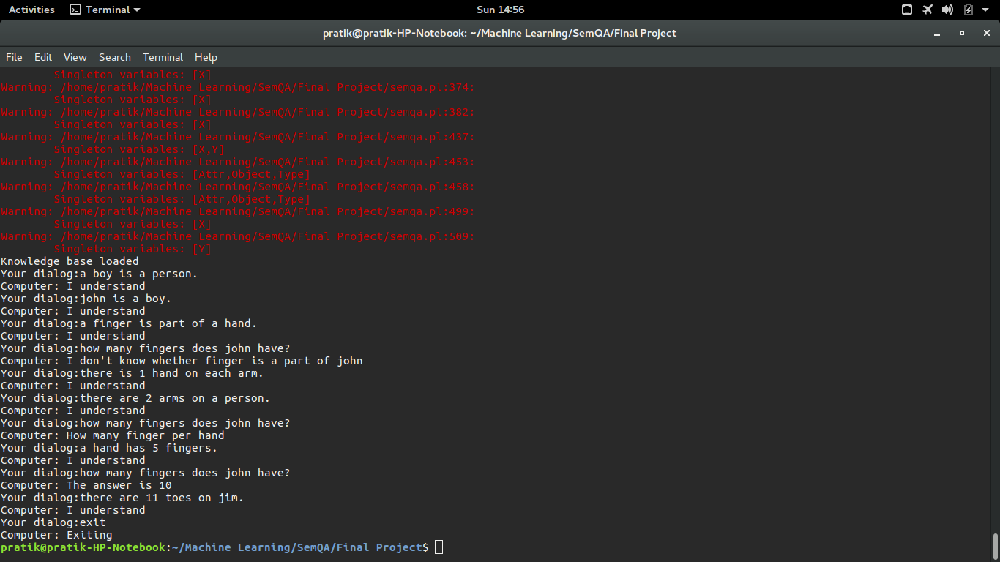 Activities Terminal Sun 14:56
pratik@pratik-HP-Notebook: ~/Machine Learning/SemQA/Final Project
File Edit View Search Terminal Help
Singleton variables: [X]
Warning: /home/pratik/Machine Learning/SemQA/Final Project/semqa.pl:374:
Singleton variables: [X]
Warning: /home/pratik/Machine Learning/SemQA/Final Project/semqa.pl:382:
Singleton variables: [X]
Warning: /home/pratik/Machine Learning/SemQA/Final Project/semqa.pl:437:
Singleton variables: [X,Y]
Warning: /home/pratik/Machine Learning/SemQA/Final Project/semqa.pl:453:
Singleton variables: [Attr,Object,Type]
Warning: /home/pratik/Machine Learning/SemQA/Final Project/semqa.pl:458:
Singleton variables: [Attr,Object,Type]
Warning: /home/pratik/Machine Learning/SemQA/Final Project/semqa.pl:499:
Singleton variables: [X]
Warning: /home/pratik/Machine Learning/SemQA/Final Project/semqa.pl:509:
Singleton variables: [Y]
Knowledge base loaded
Your dialog:a boy is a person.
Computer: I understand
Your dialog:john is a boy.
Computer: I understand
Your dialog:a finger is part of a hand.
Computer: I understand
Your dialog:how many fingers does john have?
Computer: I don't know whether finger is a part of john
Your dialog:there is 1 hand on each arm.
Computer: I understand
Your dialog:there are 2 arms on a person.
Computer: I understand
Your dialog:how many fingers does john have?
Computer: How many finger per hand
Your dialog:a hand has 5 fingers.
Computer: I understand
Your dialog:how many fingers does john have?
Computer: The answer is 10
Your dialog:there are 11 toes on jim.
Computer: I understand
Your dialog:exit
Computer: Exiting
pratik@pratik-HP-Notebook:~/Machine Learning/SemQA/Final Project$